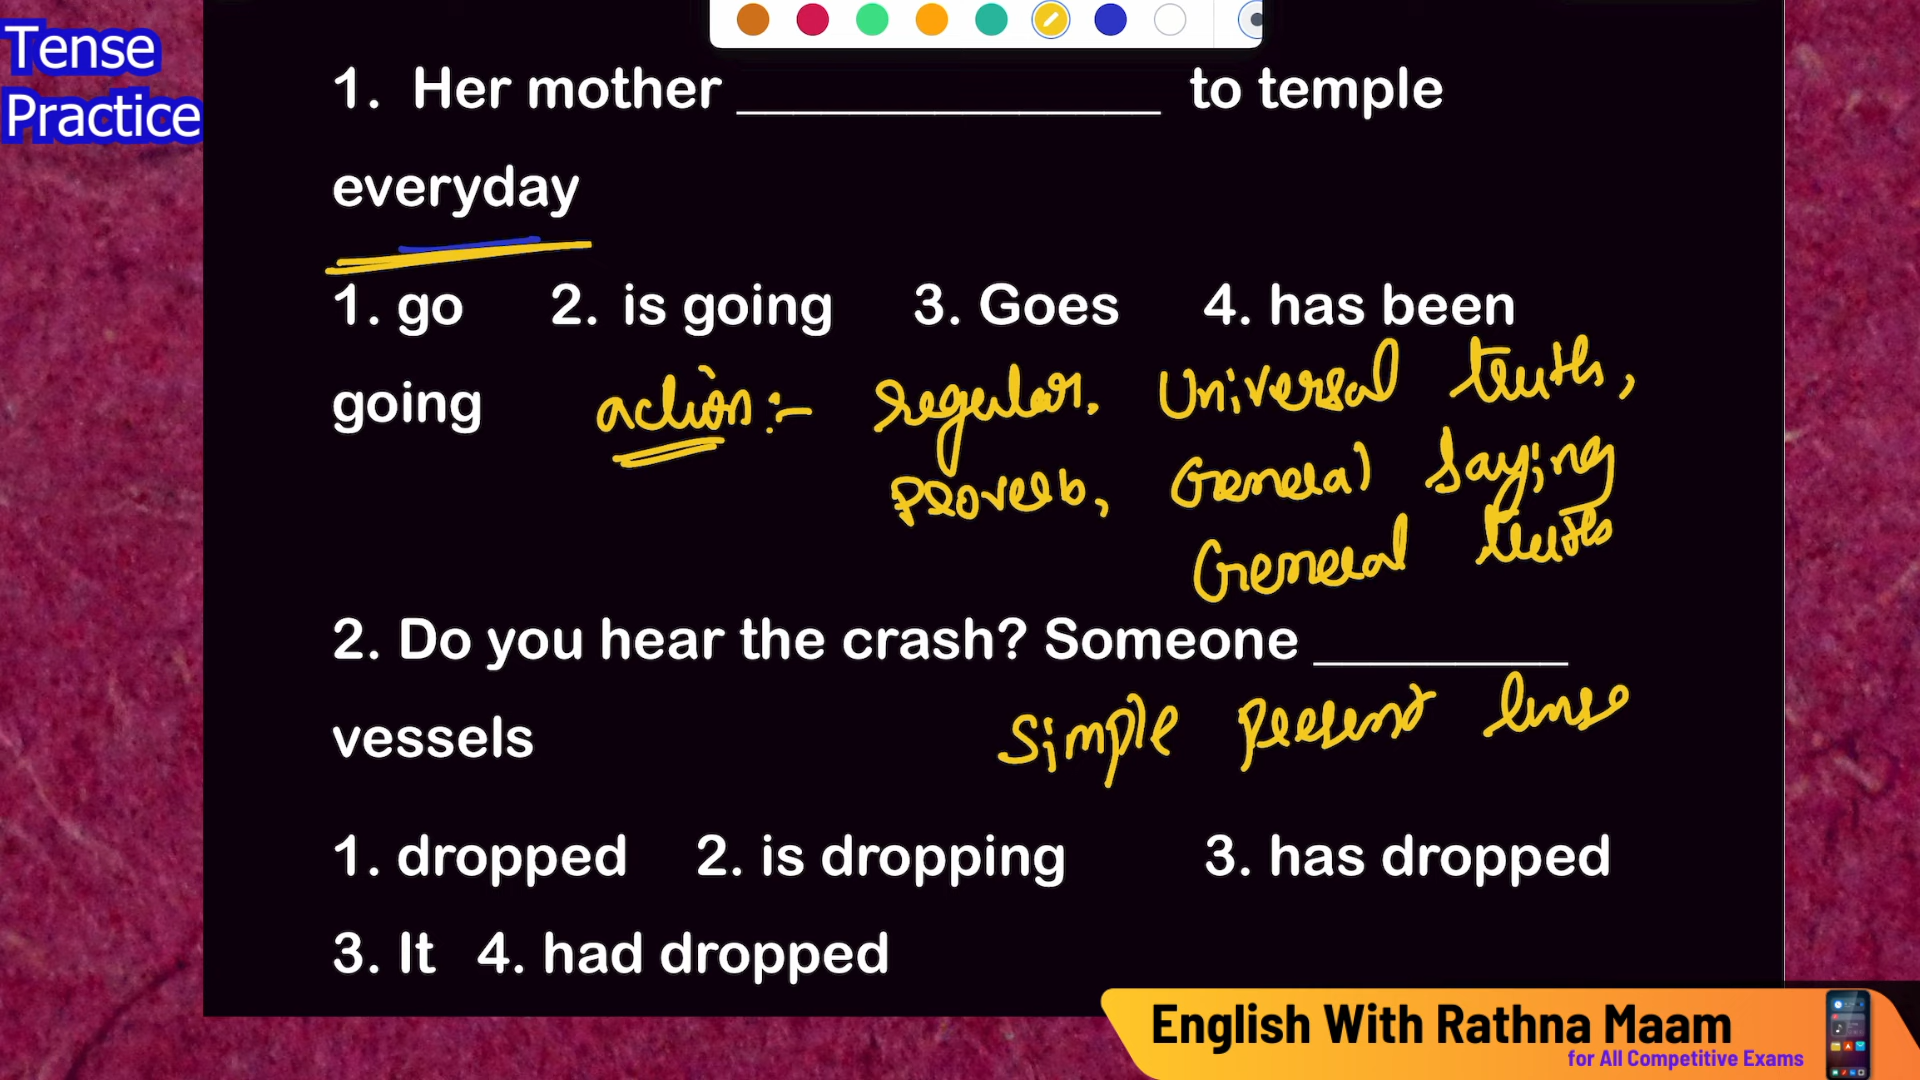 Tense
Practice
1. Her mother _______________ to temple
everyday
1. go 2. is going 3. Goes 4. has been
going action:- regular. Universal truth,
Proverb, General Saying
General truths
2. Do you hear the crash? Someone _________
vessels Simple present tense
1. dropped 2. is dropping 3. has dropped
3. It 4. had dropped
English With Rathna Maam
for All Competitive Exams